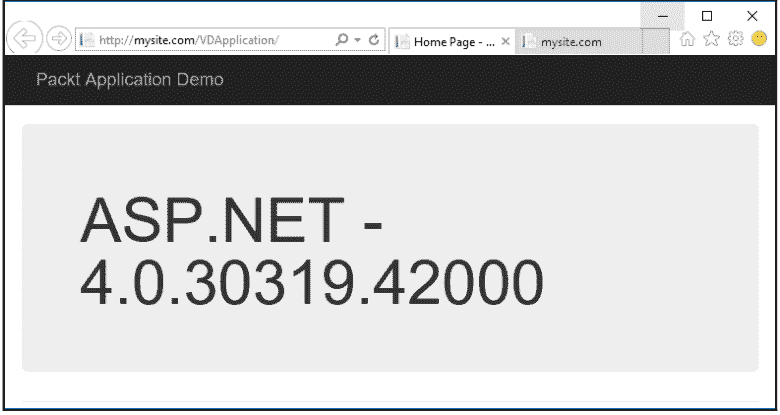 http://mysite.com/VDApplication/
Home Page - ...
mysite.com
Packt Application Demo
ASP.NET -
4.0.30319.42000